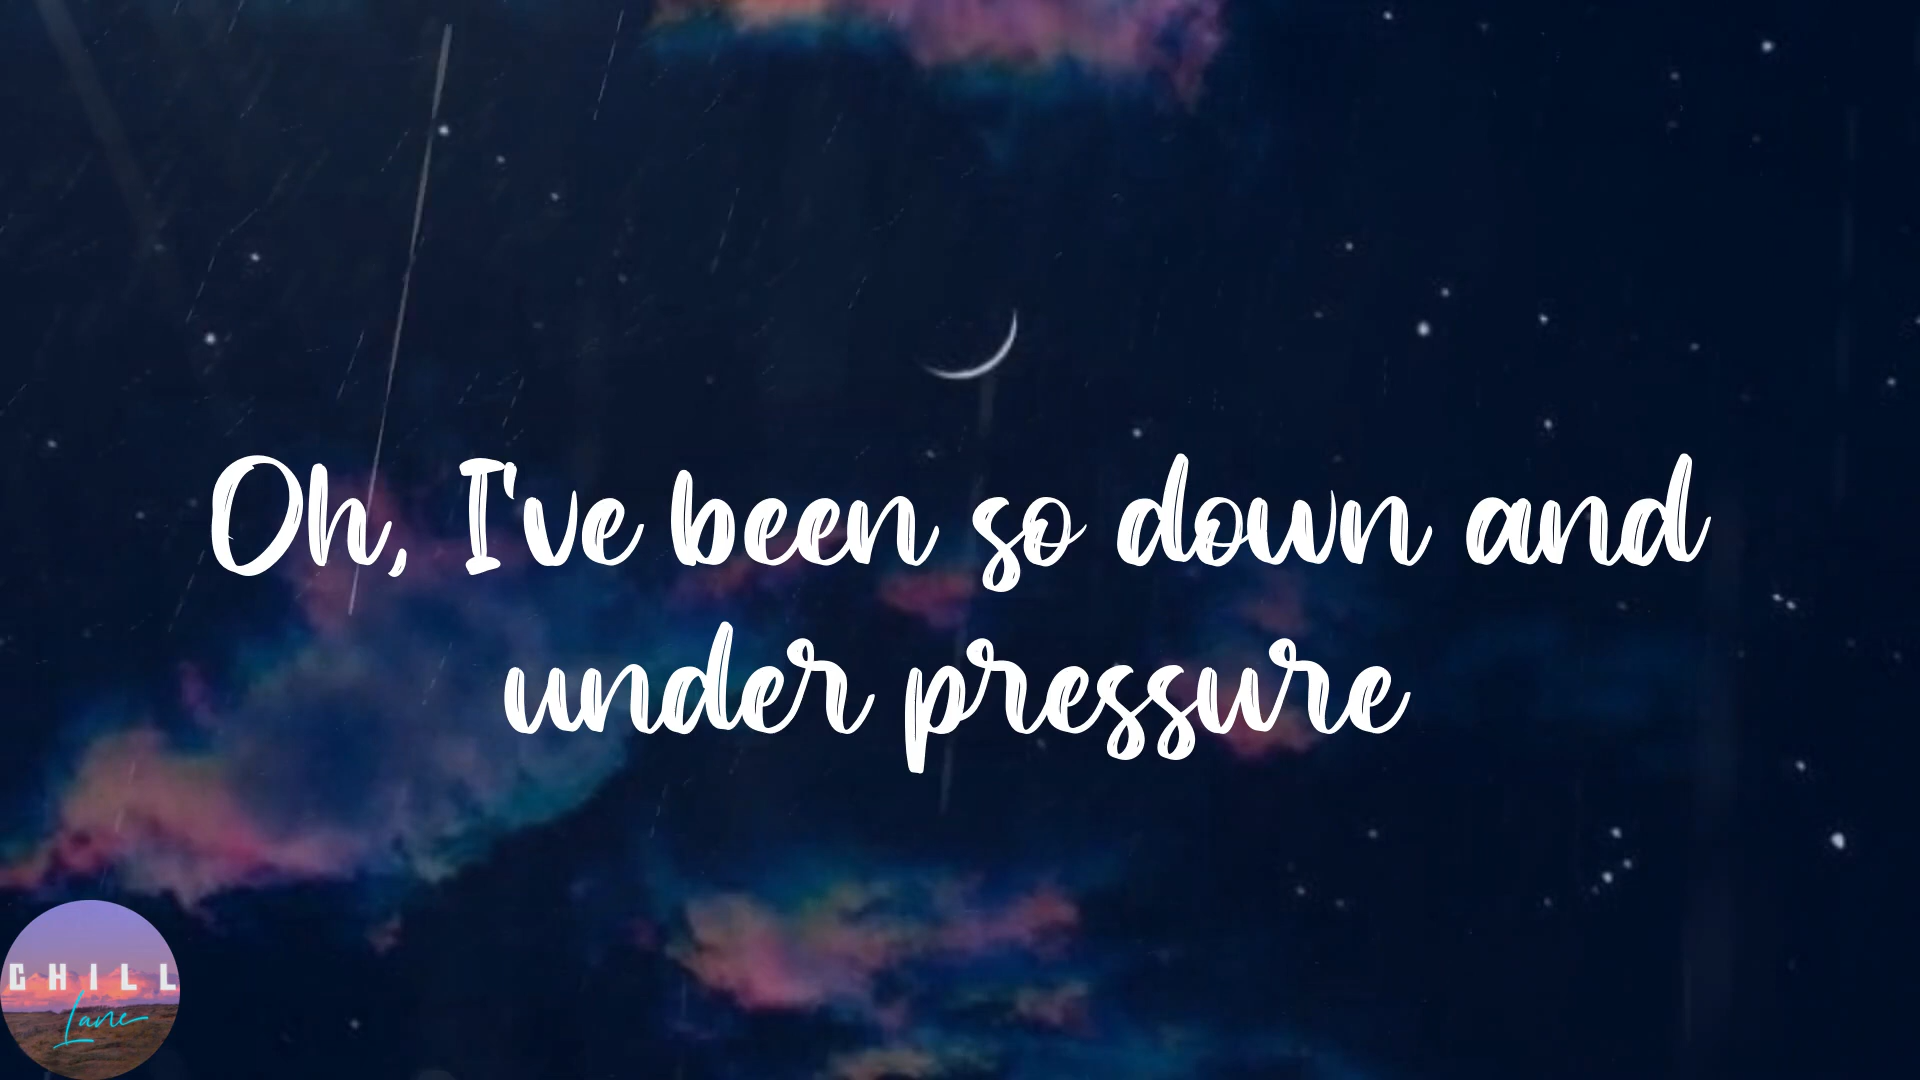 Oh, I've been so down and
under pressure
CHILL
Lane